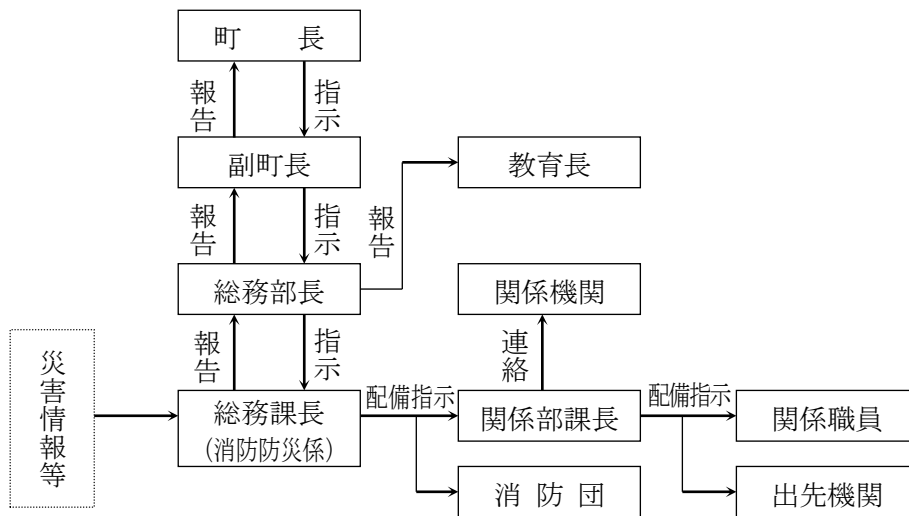 町　　長
報告
指示
副町長
教育長
報告
指示
報告
総務部長
関係機関
報告
指示
連絡
災害情報等
総務課長
(消防防災係)
配備指示
関係部課長
配備指示
関係職員
消 防 団
出先機関